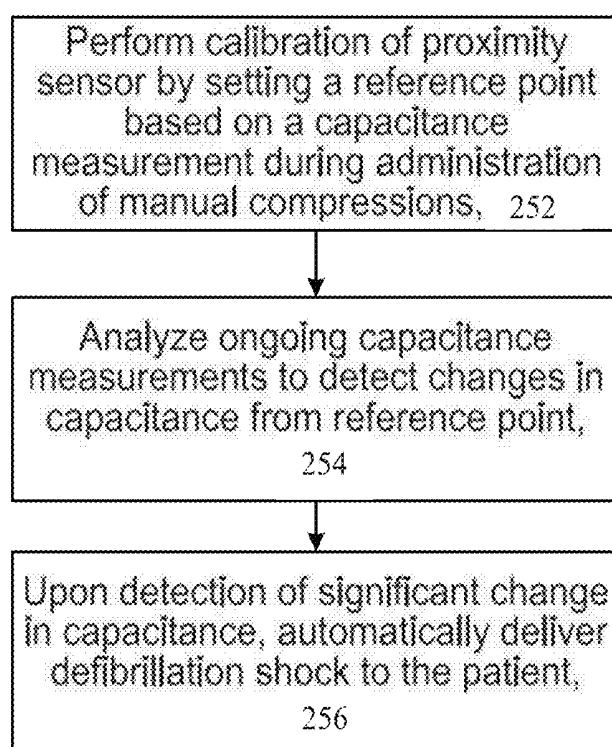 Perform calibration of proximity
sensor by setting a reference point
based on a capacitance
measurement during administration
of manual compressions, 252
Analyze ongoing capacitance
measurements to detect changes in
capacitance from reference point,
254
Upon detection of significant change
in capacitance, automatically deliver
defibrillation shock to the patient,
256